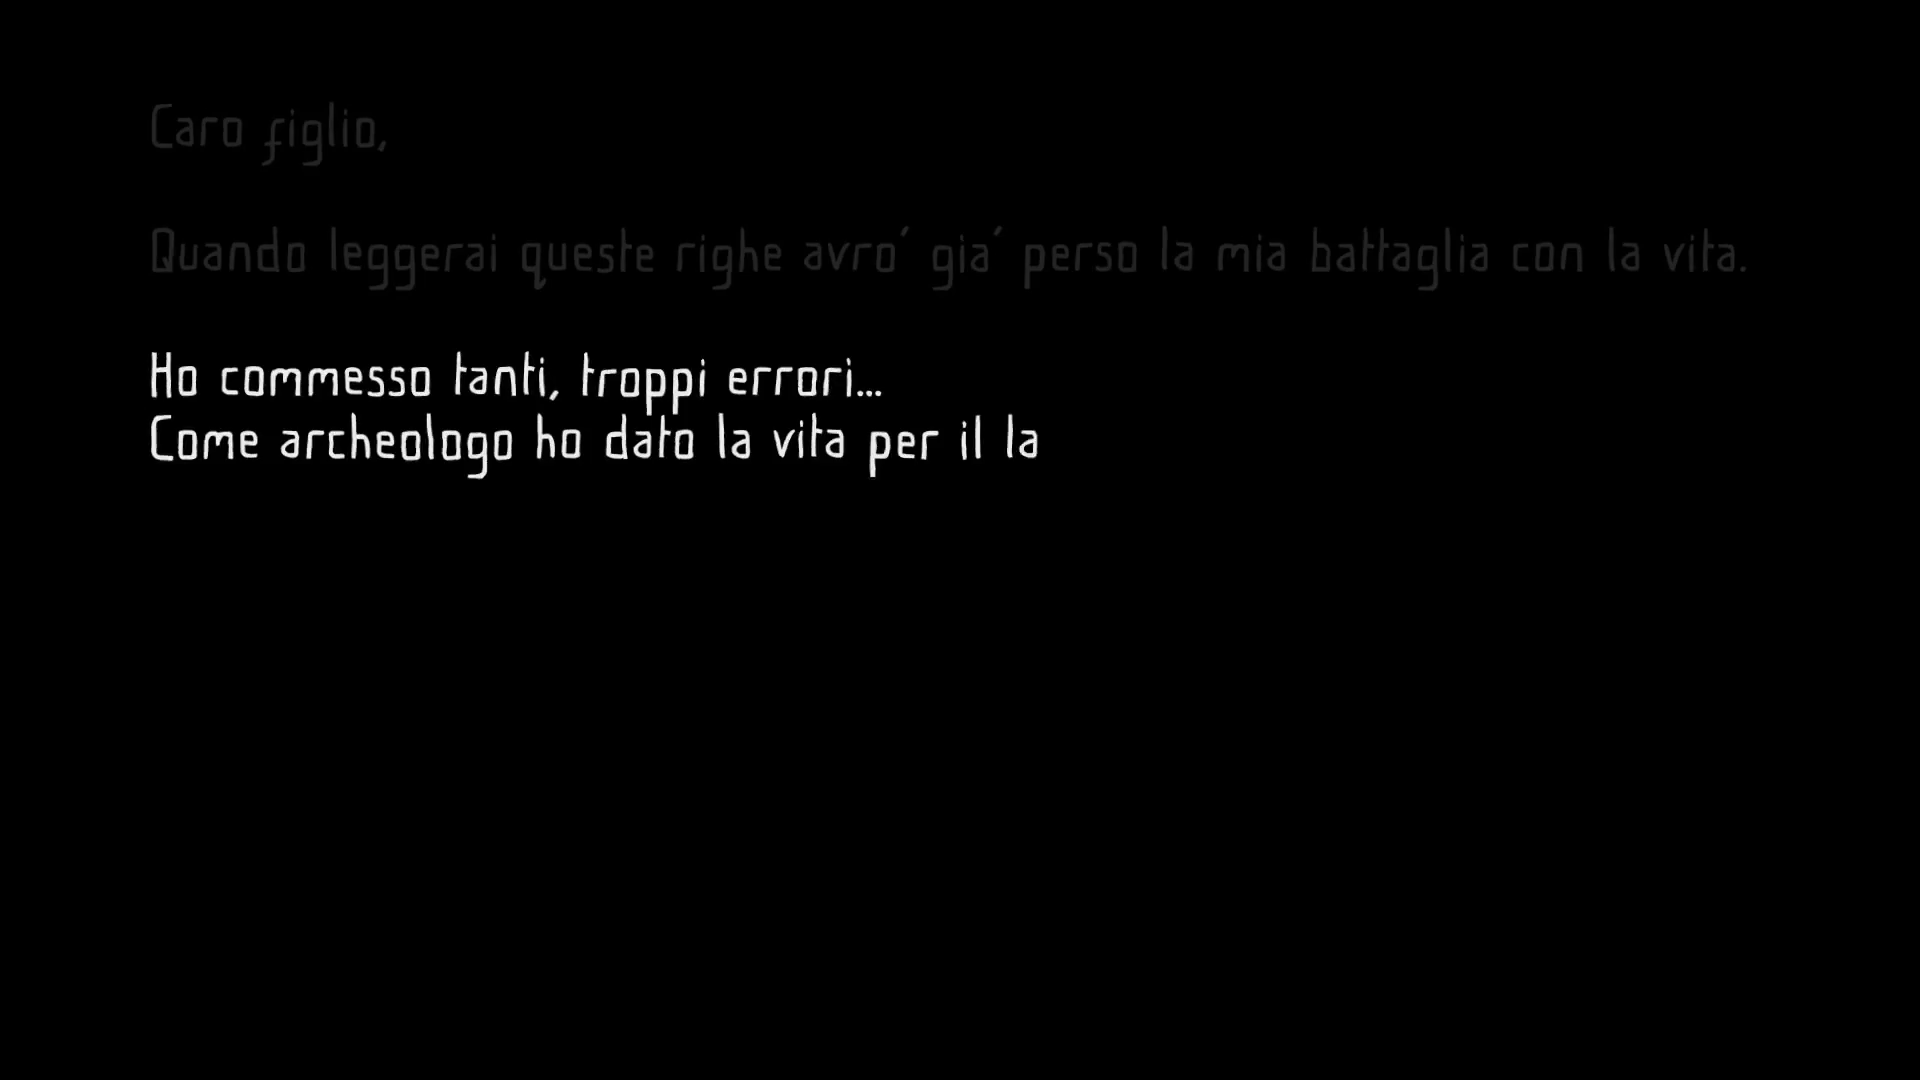 Caro figlio,
Quando leggerai queste righe avro' gia' perso la mia battaglia con la vita.
Ho commesso tanti, troppi errori...
Come archeologo ho dato la vita per il la